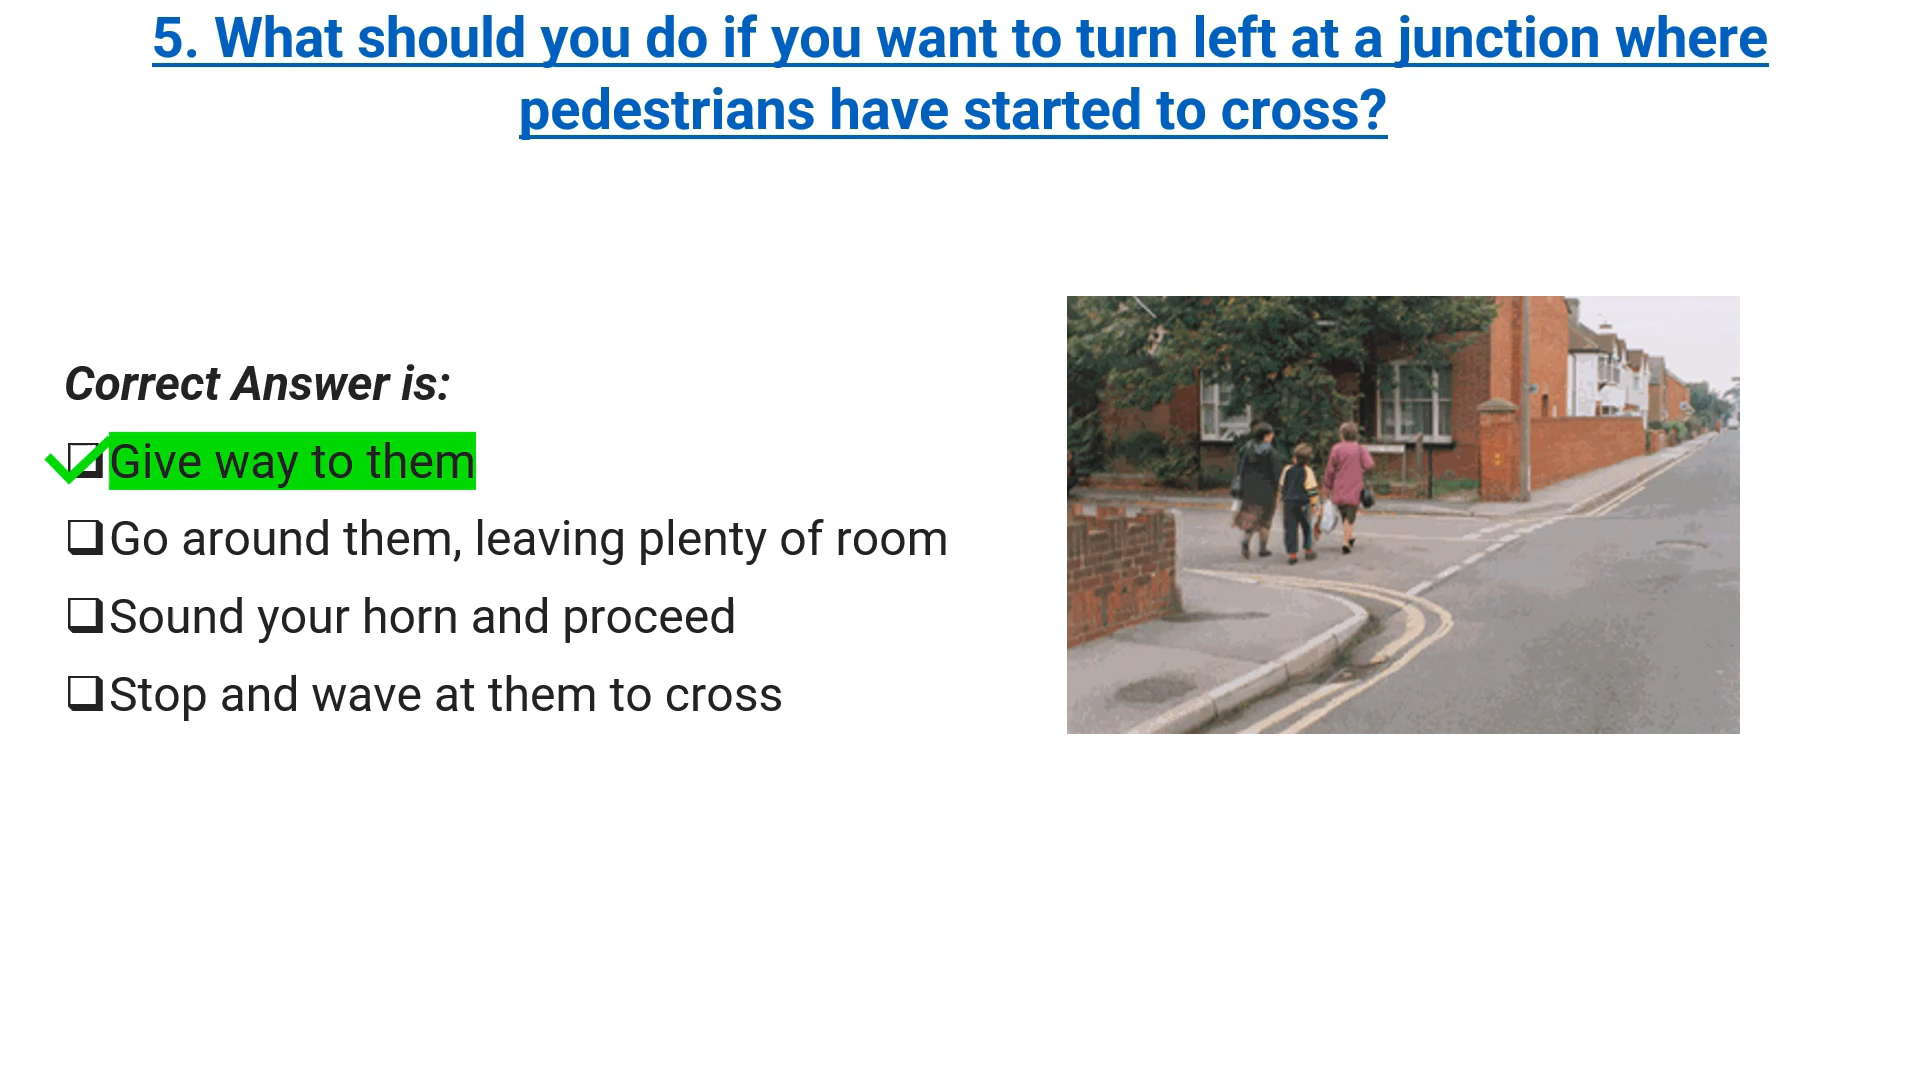 5. What should you do if you want to turn left at a junction where
pedestrians have started to cross?
Correct Answer is:
Give way to them
Go around them, leaving plenty of room
Sound your horn and proceed
Stop and wave at them to cross